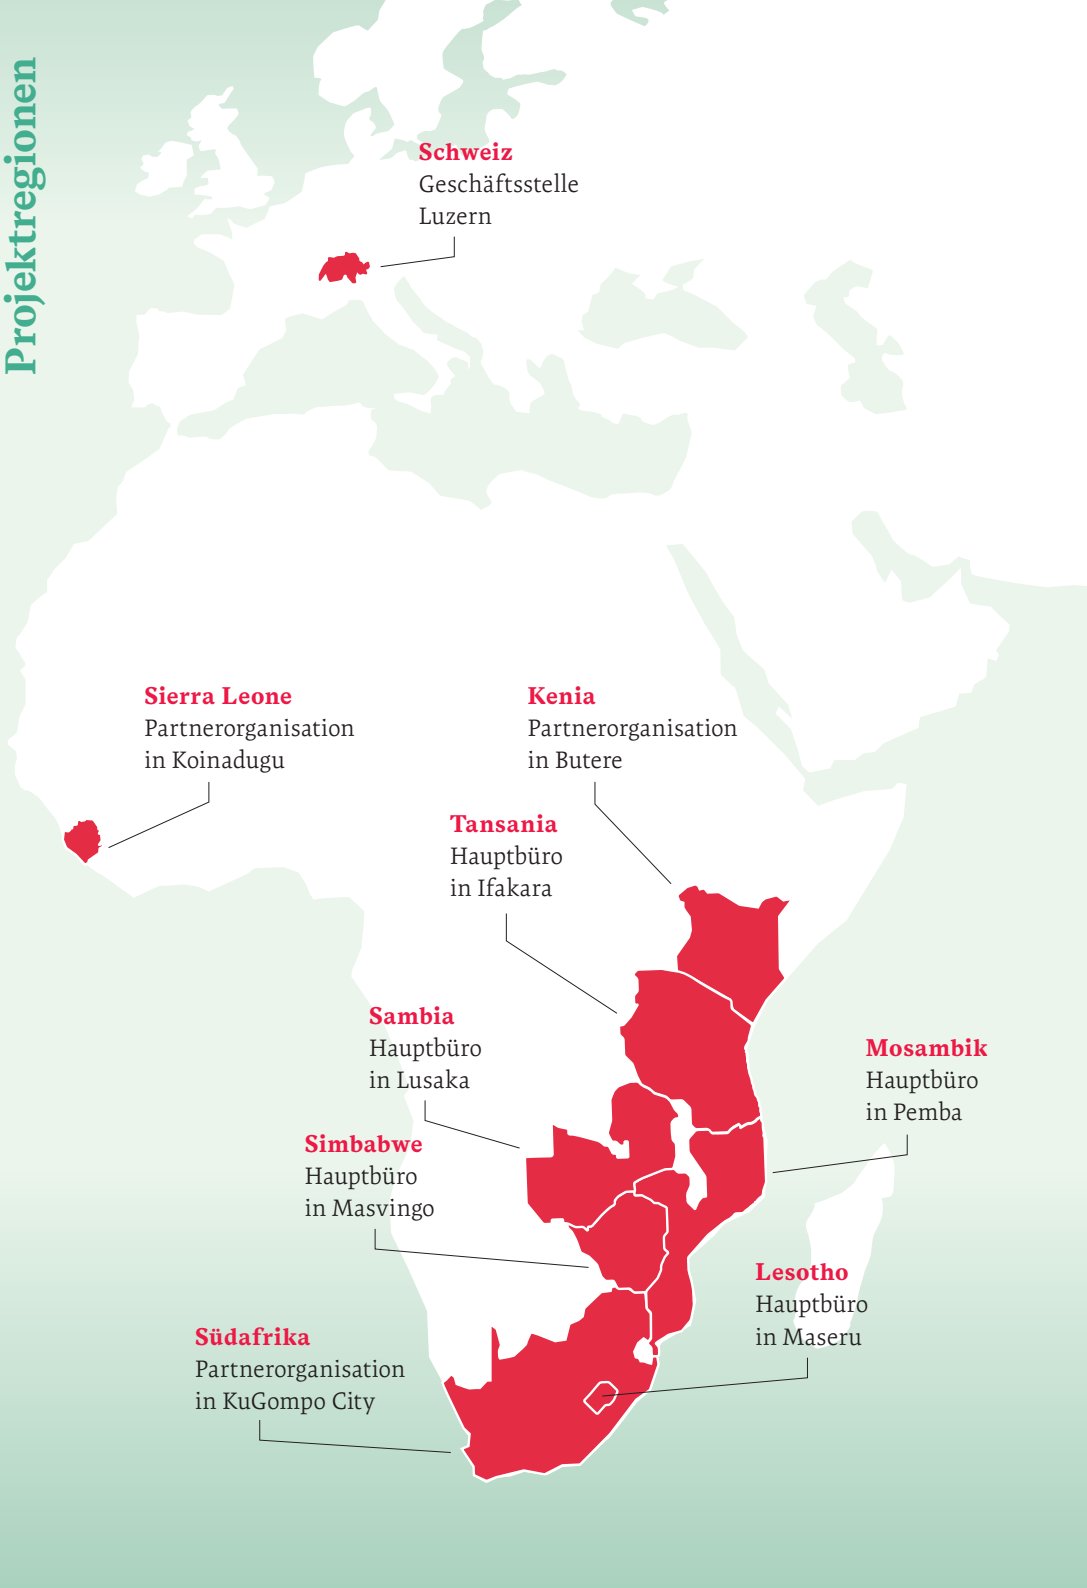 Projektregionen
Schweiz
Geschäftsstelle
Luzern
Sierra Leone
Partnerorganisation
in Koinadugu
Kenia
Partnerorganisation
in Butere
Tansania
Hauptbüro
in Ifakara
Sambia
Hauptbüro
in Lusaka
Mosambik
Hauptbüro
in Pemba
Simbabwe
Hauptbüro
in Masvingo
Lesotho
Hauptbüro
in Maseru
Südafrika
Partnerorganisation
in KuGompo City